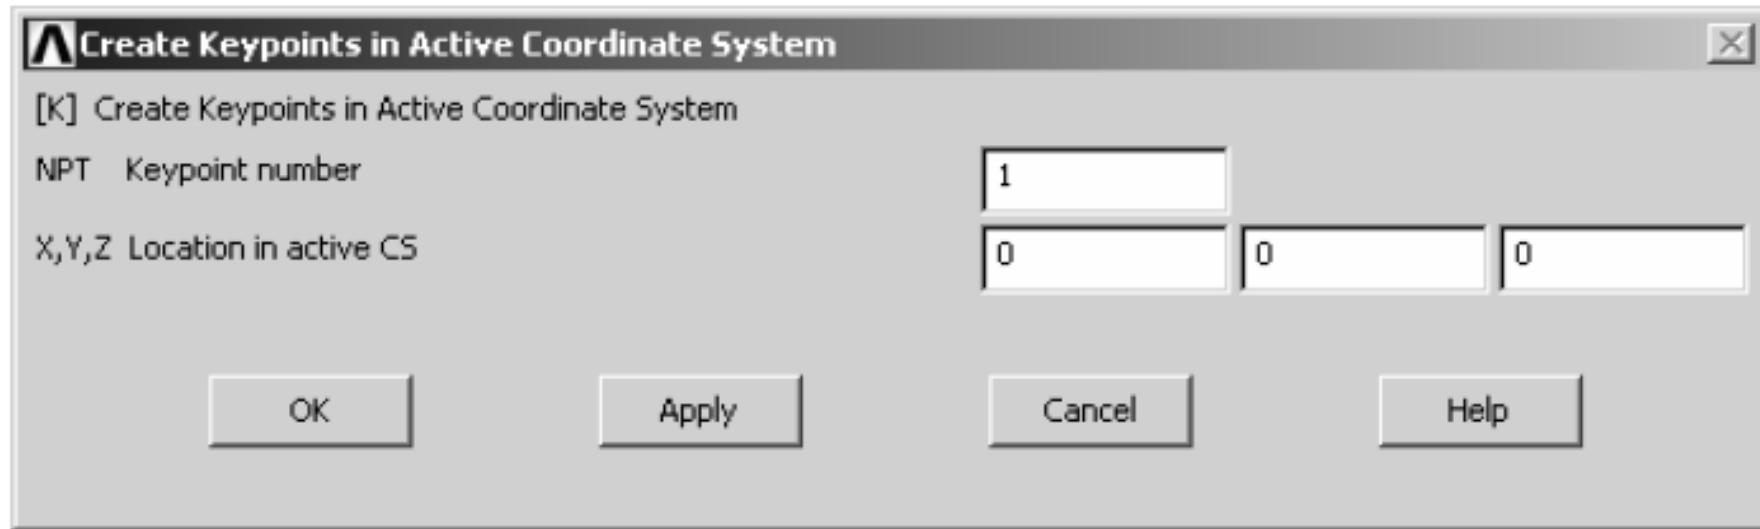 Create Keypoints in Active Coordinate System
[K] Create Keypoints in Active Coordinate System
NPT Keypoint number 1
X,Y,Z Location in active CS 0 0 0
OK Apply Cancel Help